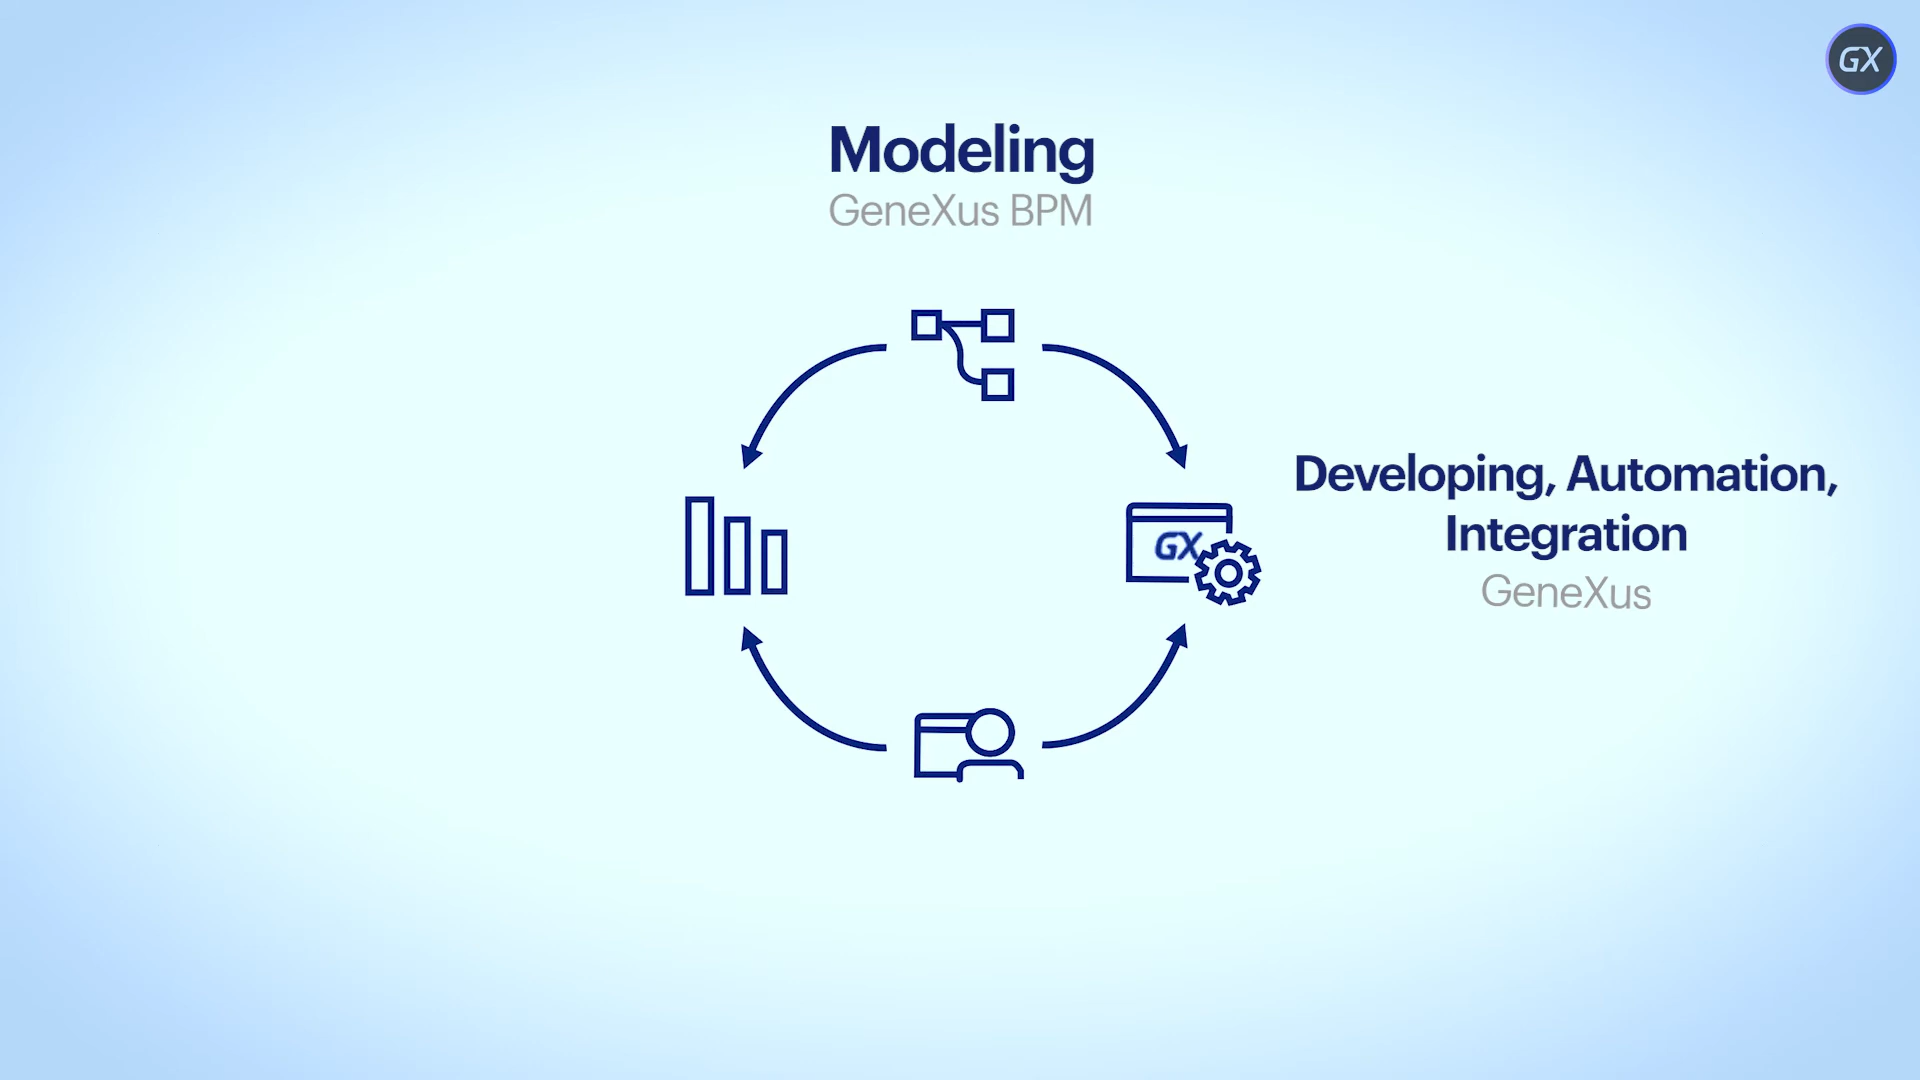 GX
Modeling
GeneXus BPM
Developing, Automation,
Integration
GeneXus
GX